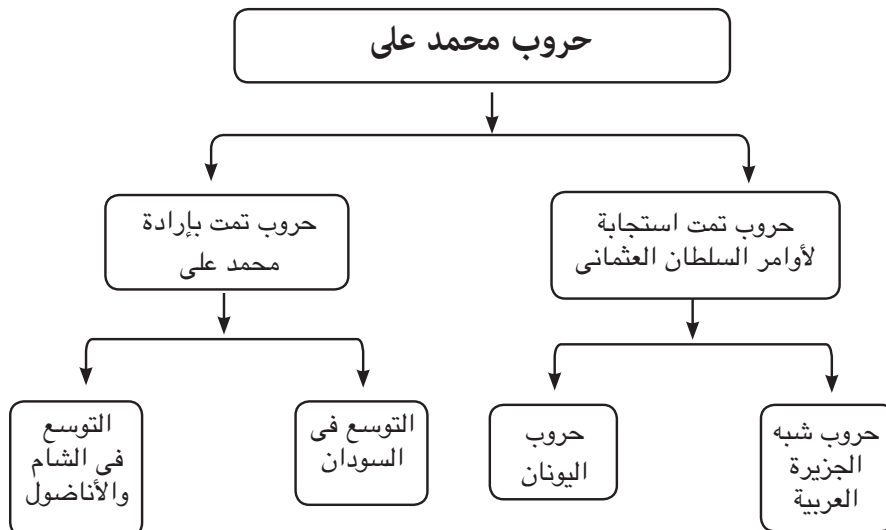 حروب محمد على
حروب تمت استجابة
لأوامر السلطان العثمانى
حروب تمت بإرادة
محمد على
حروب شبه
الجزيرة
العربية
حروب
اليونان
التوسع فى
السودان
التوسع
فى الشام
والأناضول